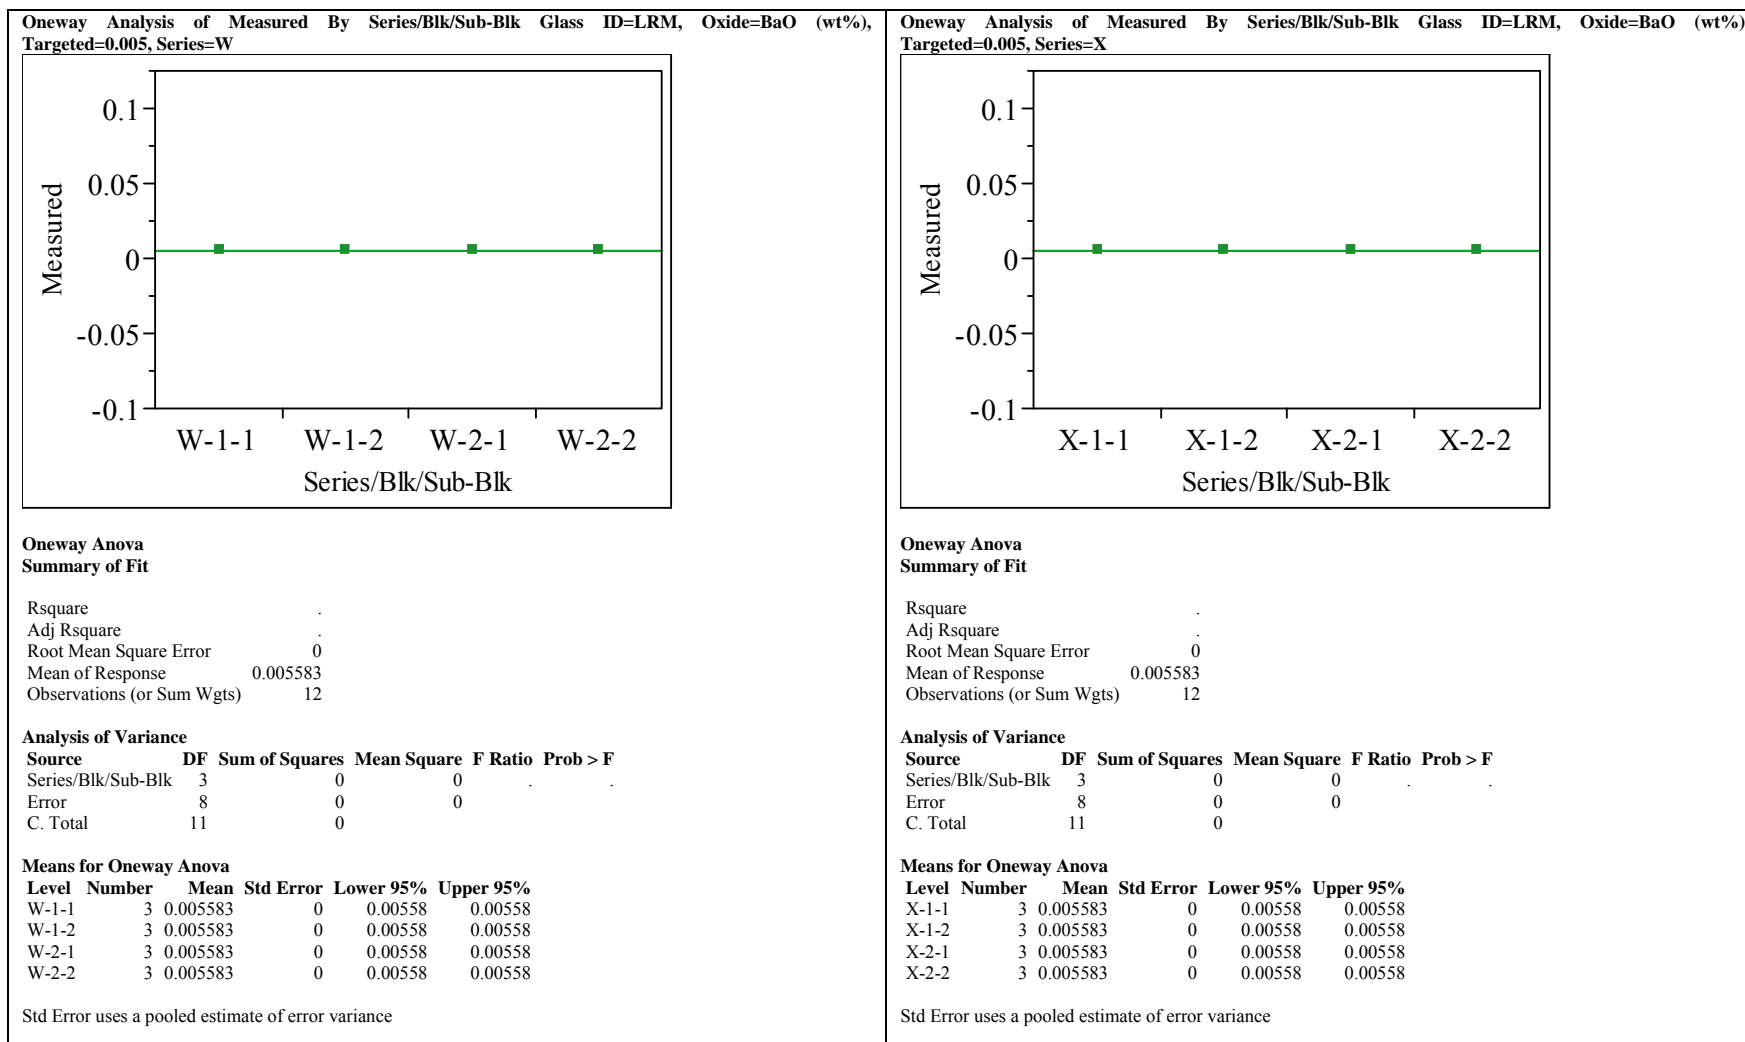 Oneway Analysis of Measured By Series/Blk/Sub-Blk Glass ID=LRM, Oxide=BaO (wt%),
Targeted=0.005, Series=W
0.1
0.05
0
-0.05
-0.1
Measured
W-1-1 W-1-2 W-2-1 W-2-2
Series/Blk/Sub-Blk
Oneway Anova
Summary of Fit
Rsquare .
Adj Rsquare .
Root Mean Square Error 0
Mean of Response 0.005583
Observations (or Sum Wgts) 12
Analysis of Variance
Source DF Sum of Squares Mean Square F Ratio Prob > F
Series/Blk/Sub-Blk 3 0 0 . .
Error 8 0 0
C. Total 11 0
Means for Oneway Anova
Level Number Mean Std Error Lower 95% Upper 95%
W-1-1 3 0.005583 0 0.00558 0.00558
W-1-2 3 0.005583 0 0.00558 0.00558
W-2-1 3 0.005583 0 0.00558 0.00558
W-2-2 3 0.005583 0 0.00558 0.00558
Std Error uses a pooled estimate of error variance
Oneway Analysis of Measured By Series/Blk/Sub-Blk Glass ID=LRM, Oxide=BaO (wt%)
Targeted=0.005, Series=X
0.1
0.05
0
-0.05
-0.1
Measured
X-1-1 X-1-2 X-2-1 X-2-2
Series/Blk/Sub-Blk
Oneway Anova
Summary of Fit
Rsquare .
Adj Rsquare .
Root Mean Square Error 0
Mean of Response 0.005583
Observations (or Sum Wgts) 12
Analysis of Variance
Source DF Sum of Squares Mean Square F Ratio Prob > F
Series/Blk/Sub-Blk 3 0 0 . .
Error 8 0 0
C. Total 11 0
Means for Oneway Anova
Level Number Mean Std Error Lower 95% Upper 95%
X-1-1 3 0.005583 0 0.00558 0.00558
X-1-2 3 0.005583 0 0.00558 0.00558
X-2-1 3 0.005583 0 0.00558 0.00558
X-2-2 3 0.005583 0 0.00558 0.00558
Std Error uses a pooled estimate of error variance